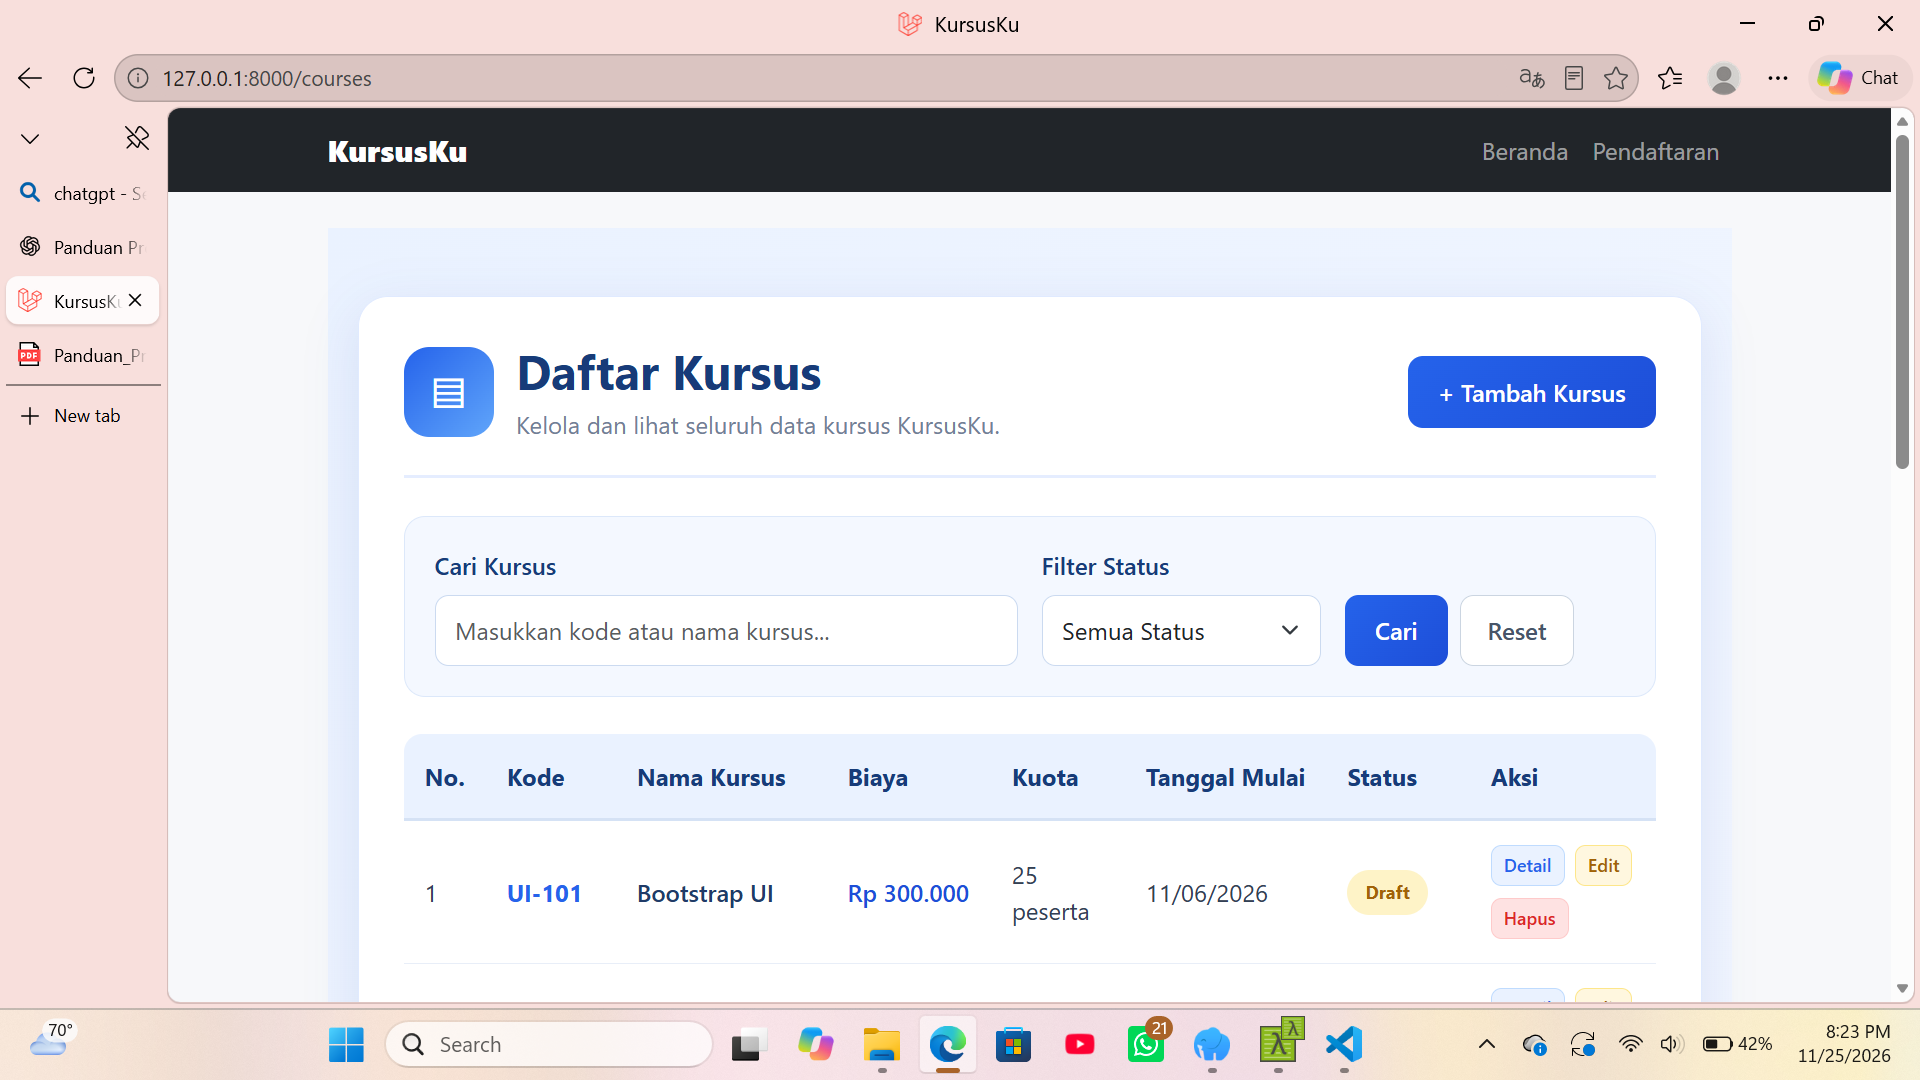 KursusKu
127.0.0.1:8000/courses
Chat
chatgpt - Se
Panduan Pr
KursusKu
Panduan_Pr
New tab
KursusKu
Beranda Pendaftaran
Daftar Kursus
Kelola dan lihat seluruh data kursus KursusKu.
+ Tambah Kursus
Cari Kursus
Filter Status
Masukkan kode atau nama kursus...
Semua Status
Cari
Reset
No. Kode Nama Kursus Biaya Kuota Tanggal Mulai Status Aksi
1 UI-101 Bootstrap UI Rp 300.000 25 peserta 11/06/2026 Draft
Detail Edit
Hapus
70°
Search
21
42%
8:23 PM
11/25/2026